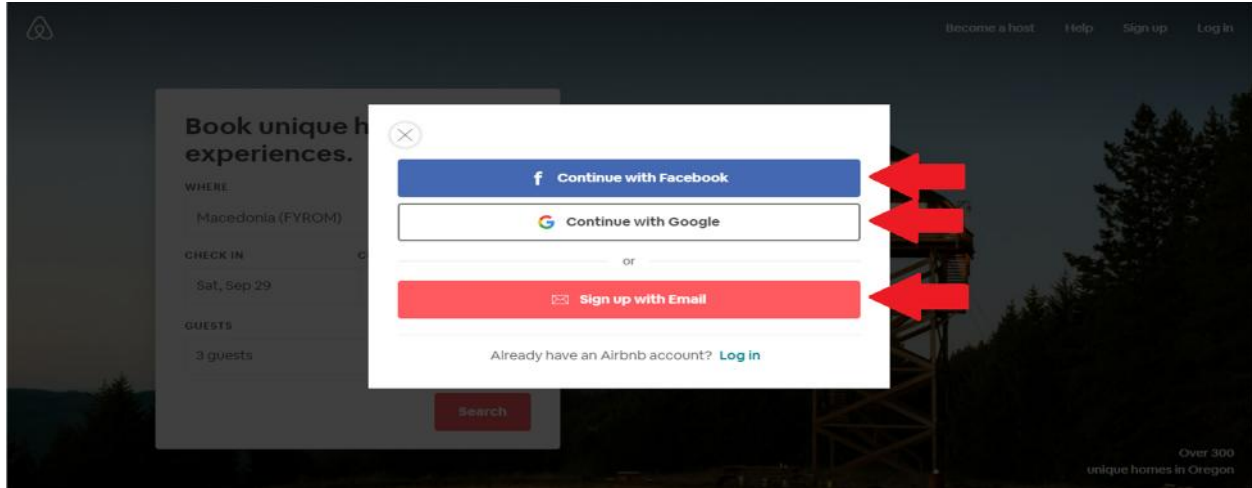 Become a host Help Sign up Log in
Book unique h
experiences.
WHERE
Macedonia (FYROM)
CHECK IN
Sat, Sep 29
GUESTS
3 guests
Search
f Continue with Facebook
G Continue with Google
or
Sign up with Email
Already have an Airbnb account? Log in
Over 300
unique homes in Oregon